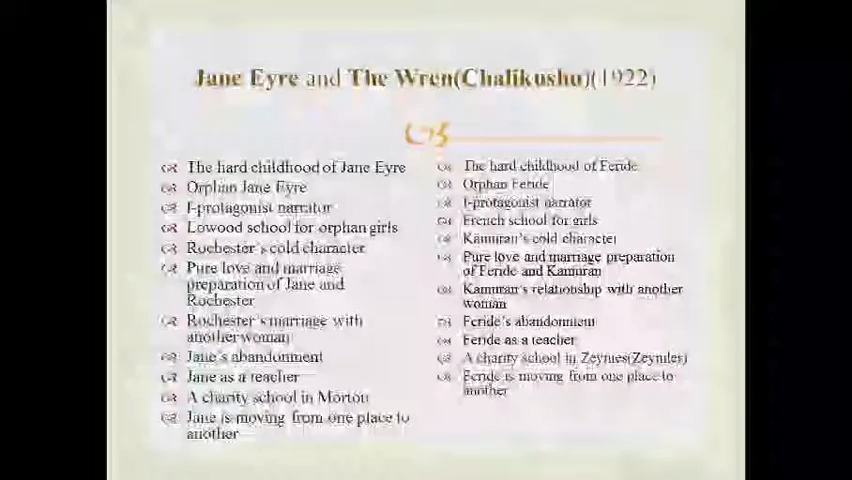 Jane Eyre and The Wren(Chalikushu)(1922)
The hard childhood of Jane Eyre
Orphan Jane Eyre
I-protagonist narrator
Lowood school for orphan girls
Rochester's cold character
Pure love and marriage
preparation of Jane and
Rochester
Rochester's marriage with
another woman
Jane's abandonment
Jane as a teacher
A charity school in Morton
Jane is moving from one place to
another
The hard childhood of Feride
Orphan Feride
I-protagonist narrator
French school for girls
Kamuran's cold character
Pure love and marriage preparation
of Feride and Kamuran
Kamuran's relationship with another
woman
Feride's abandonment
Feride as a teacher
A charity school in Zeynies(Zeyniler)
Feride is moving from one place to
another